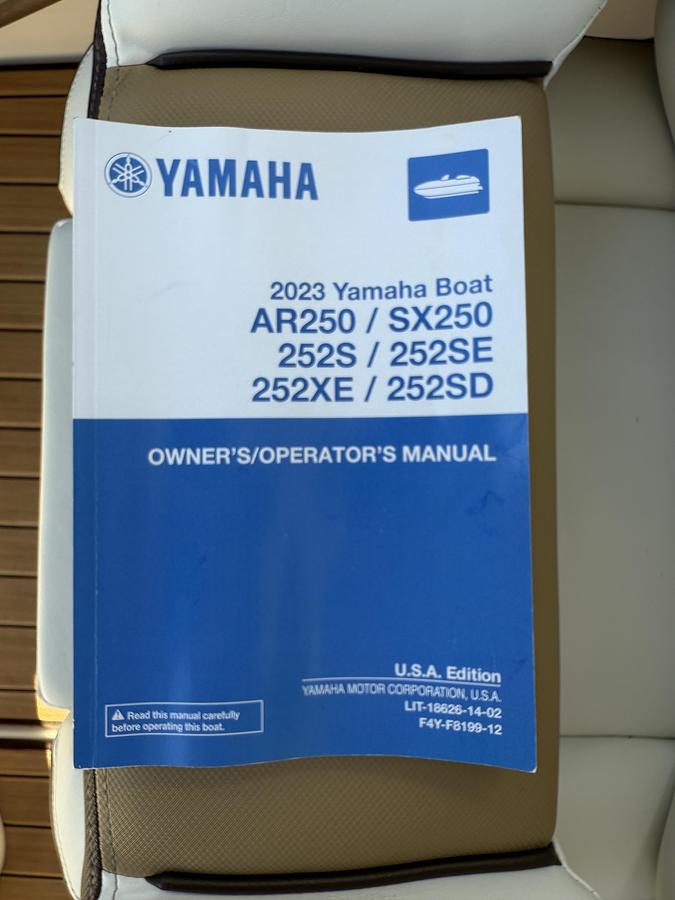 YAMAHA
2023 Yamaha Boat
AR250 / SX250
252S / 252SE
252XE / 252SD
OWNER'S/OPERATOR'S MANUAL
U.S.A. Edition
YAMAHA MOTOR CORPORATION, U.S.A.
LIT-18626-14-02
F4Y-F8199-12
Read this manual carefully
before operating this boat.